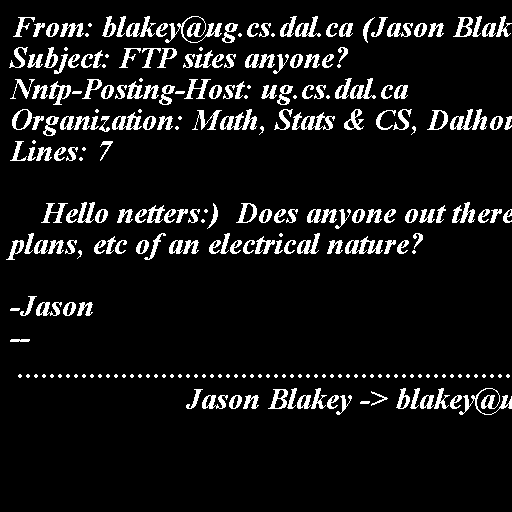 From: blakey@ug.cs.dal.ca (Jason Blak
Subject: FTP sites anyone?
Nntp-Posting-Host: ug.cs.dal.ca
Organization: Math, Stats & CS, Dalhou
Lines: 7
Hello netters:) Does anyone out there
plans, etc of an electrical nature?
-Jason
--
.............................................................
Jason Blakey -> blakey@u